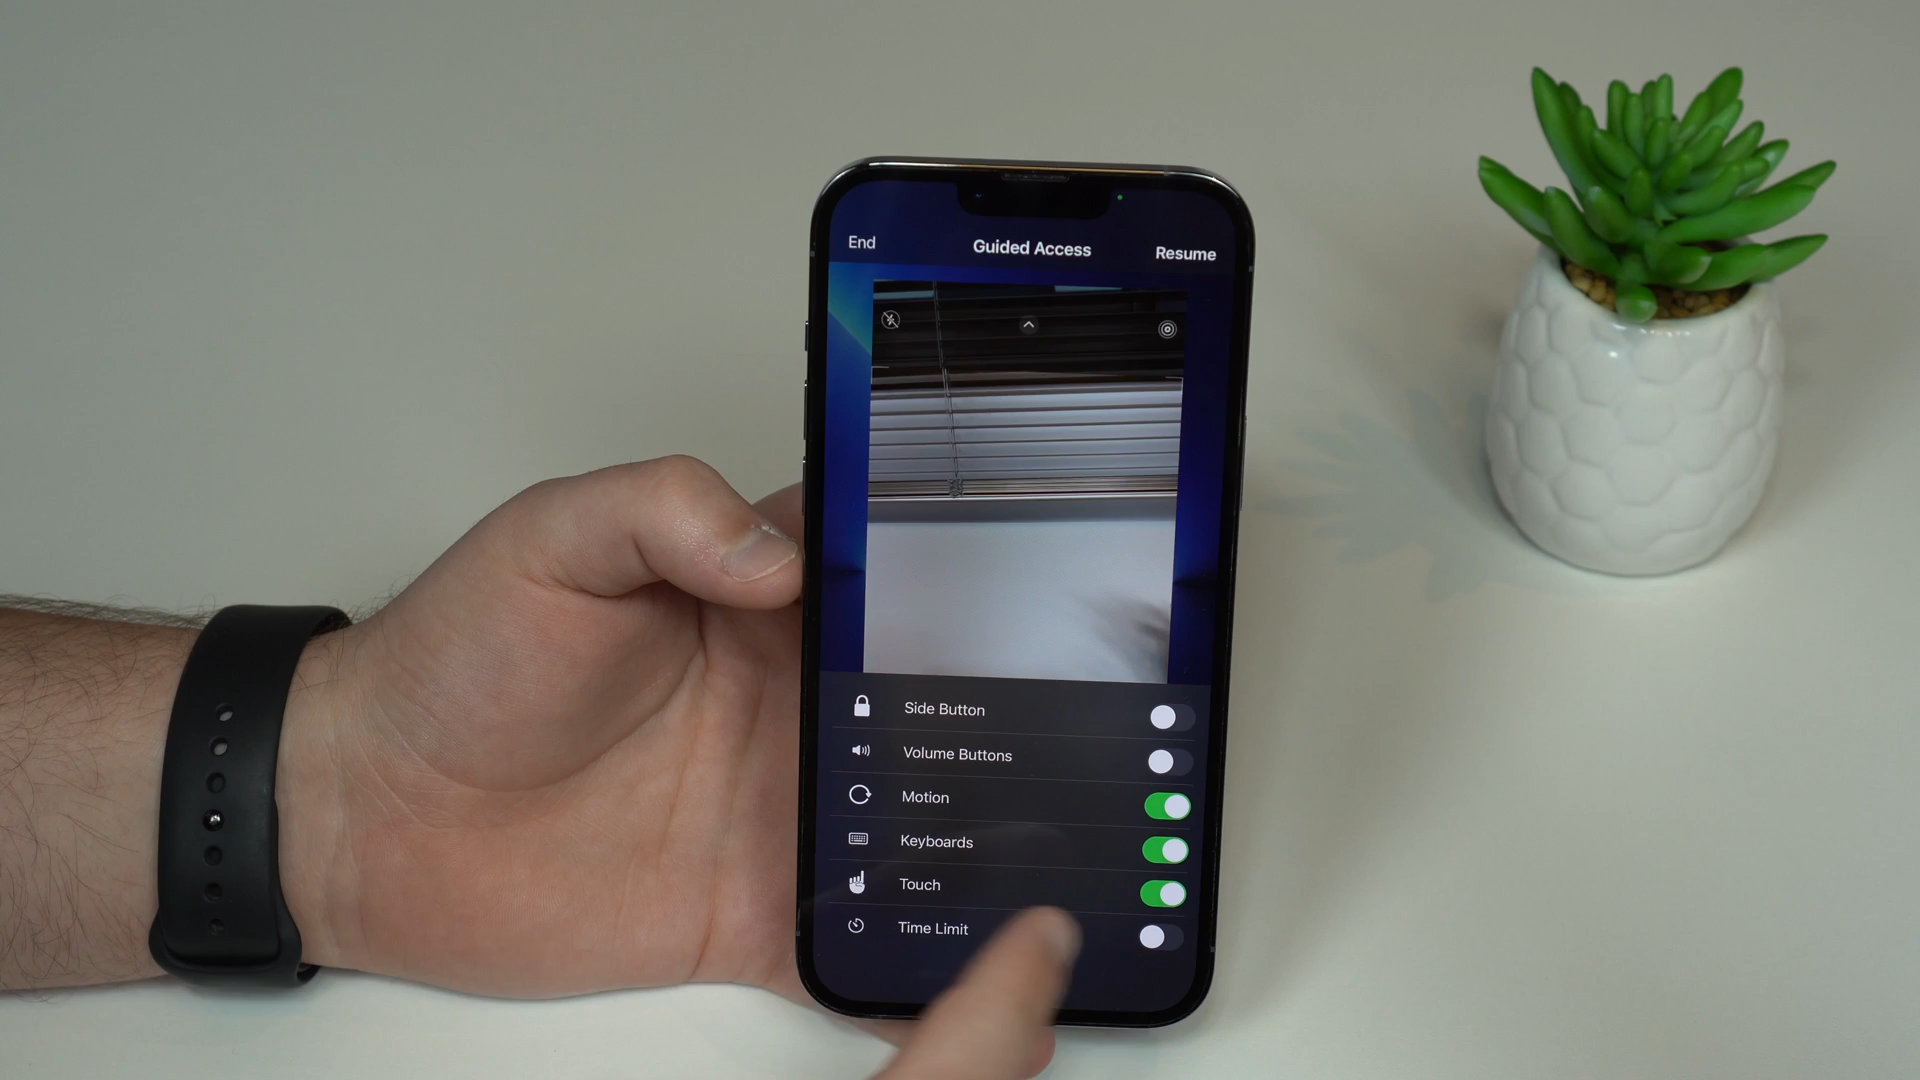 End
Guided Access
Resume
Side Button
Volume Buttons
Motion
Keyboards
Touch
Time Limit